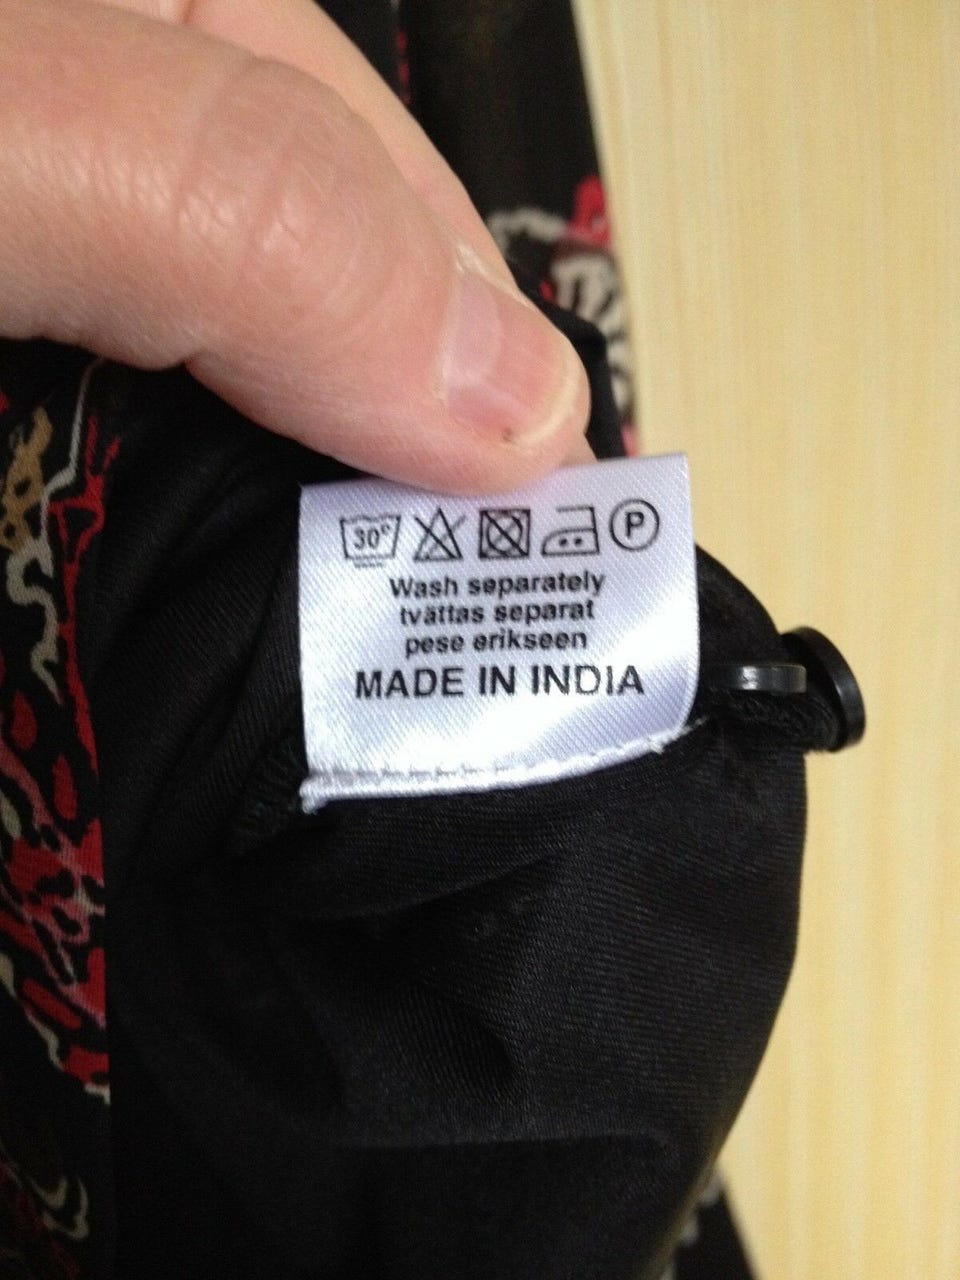 30° P
Wash separately
tvättas separat
pese erikseen
MADE IN INDIA